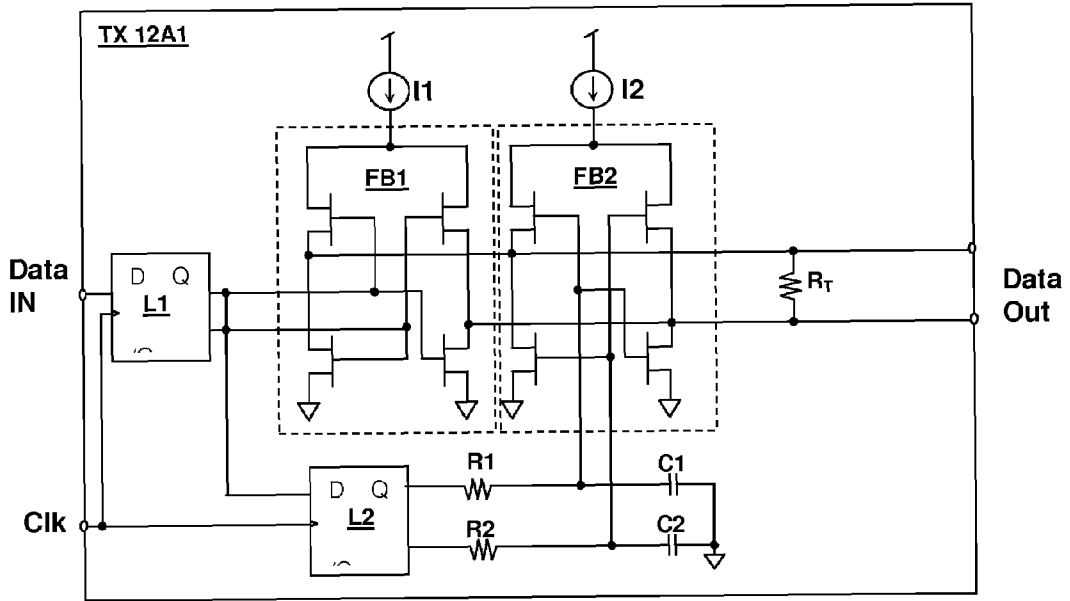 TX 12A1
I1
I2
FB1
FB2
Data
IN
D Q
L1
RT
Data
Out
Clk
D Q
L2
R1
R2
C1
C2